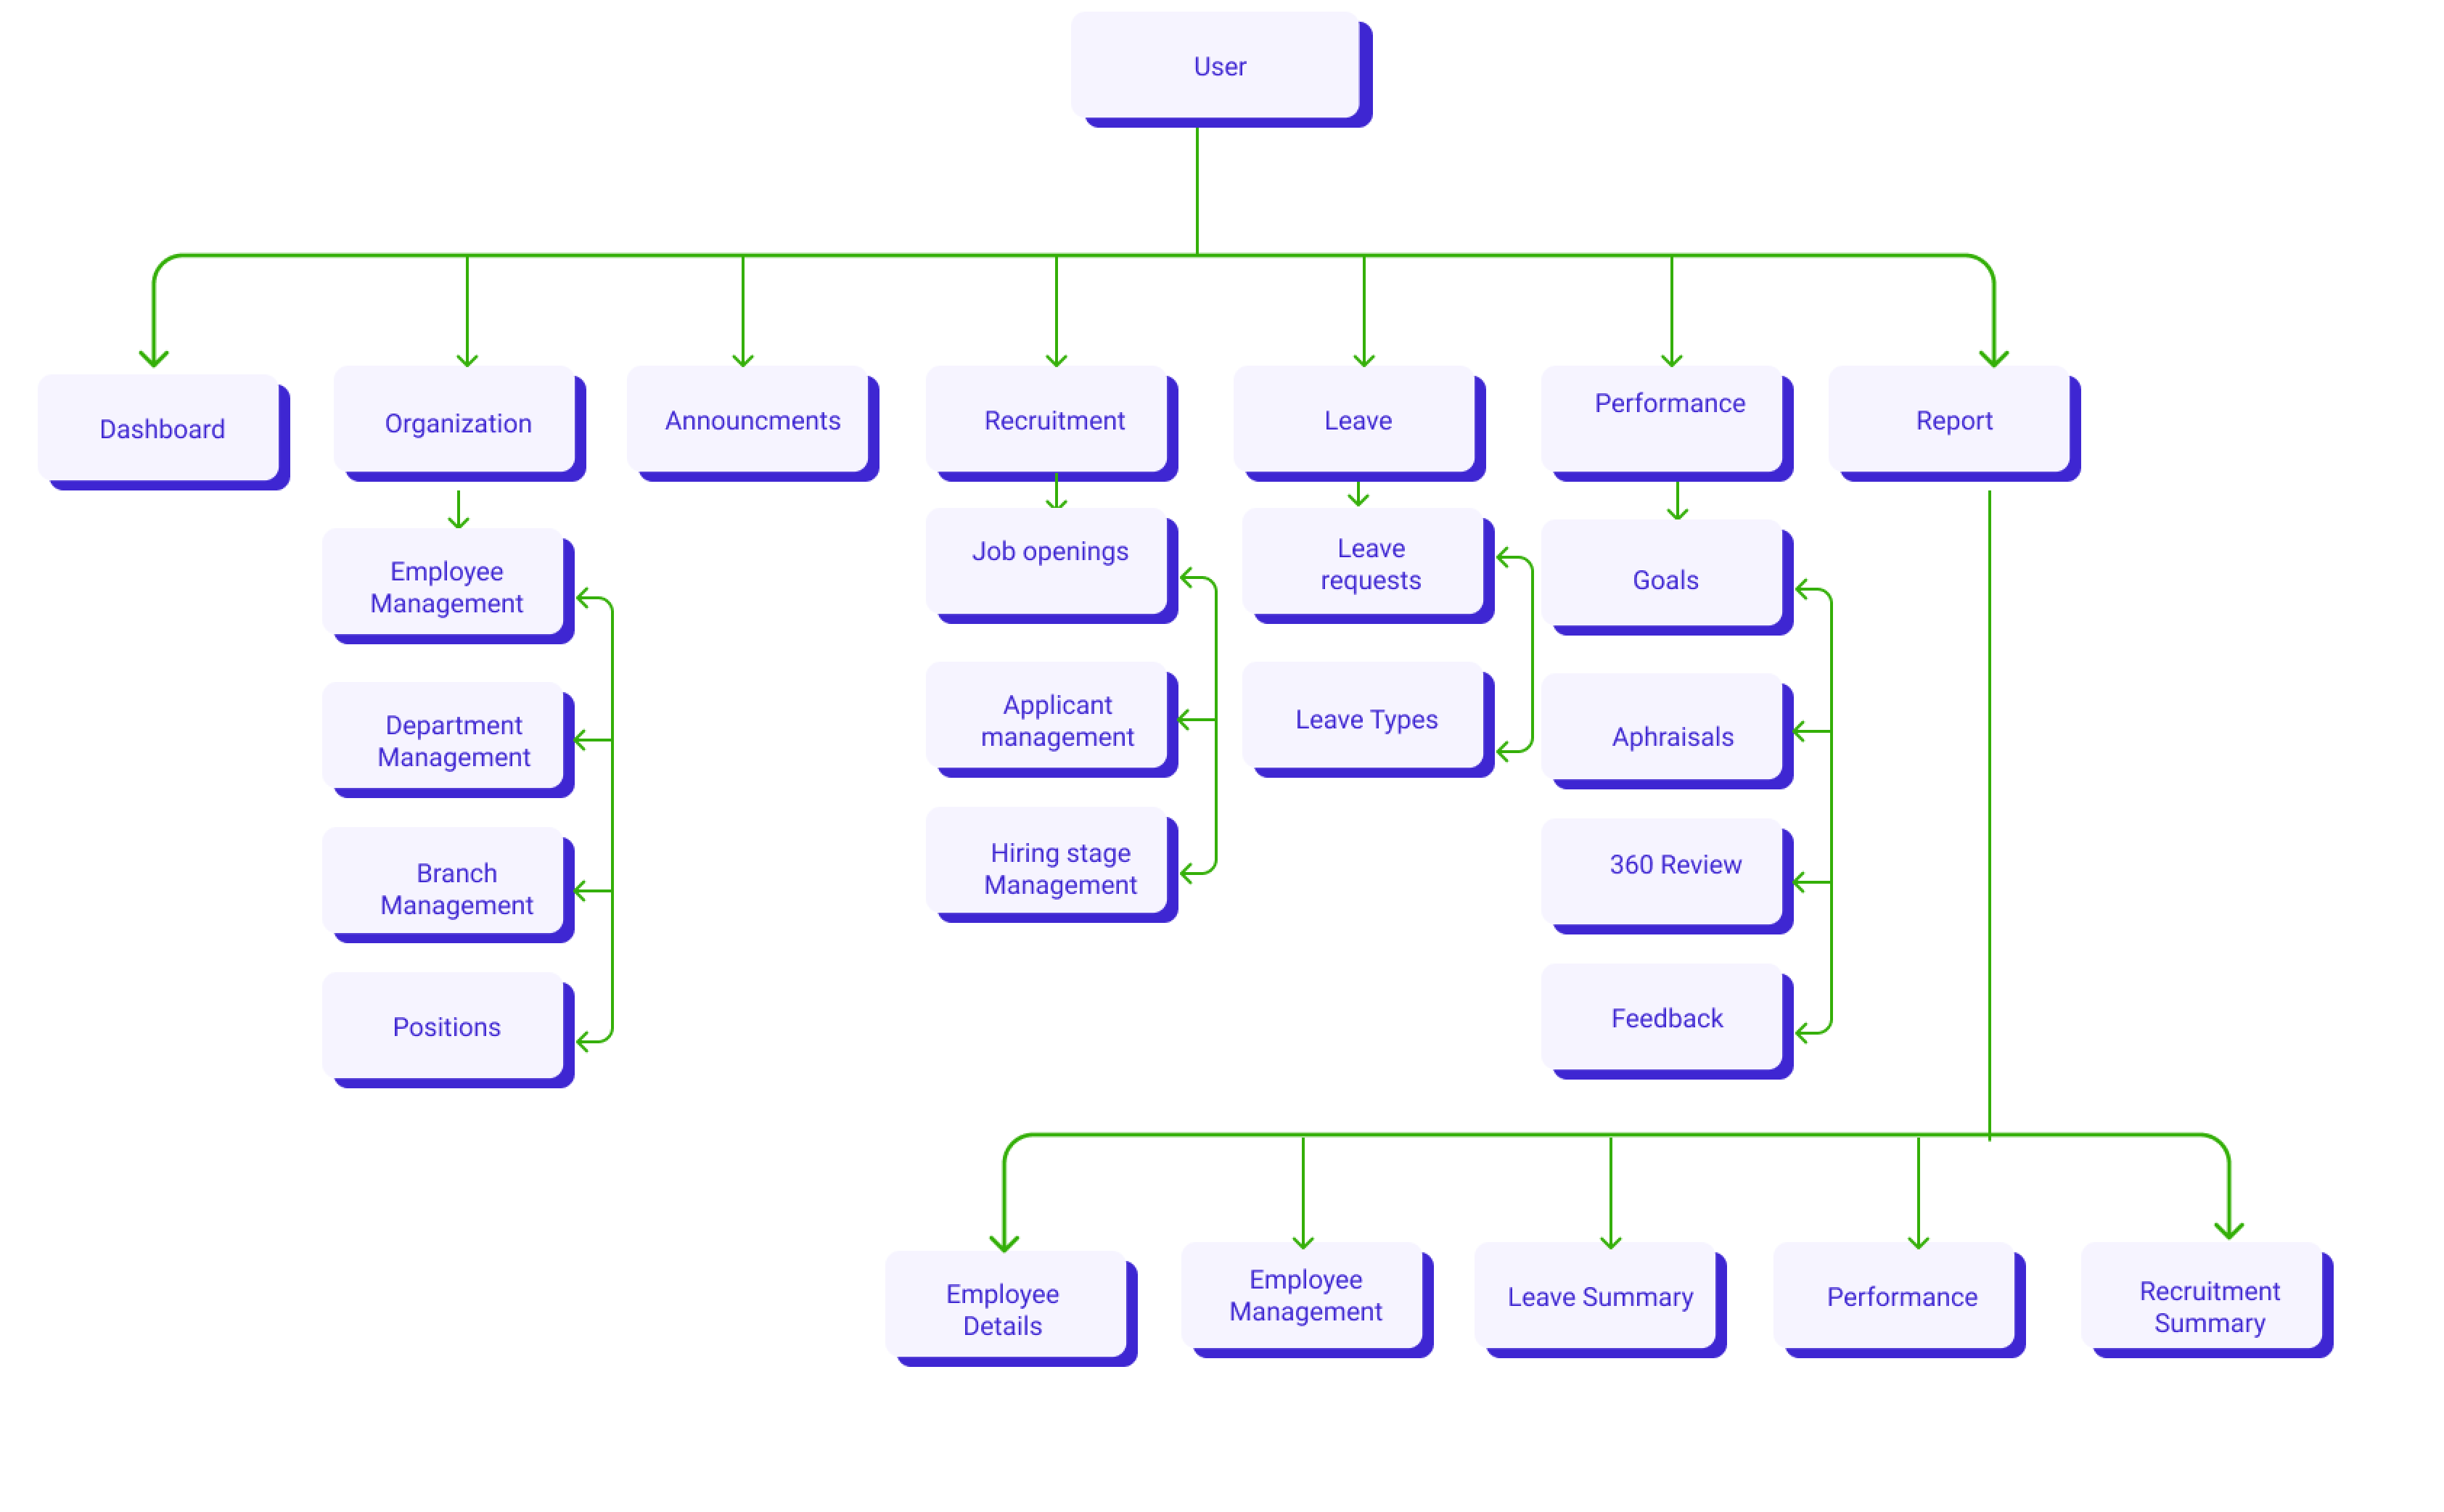 User
Dashboard
Organization
Announcments
Recruitment
Leave
Performance
Report
Employee
Management
Department
Management
Branch
Management
Positions
Job openings
Applicant
management
Hiring stage
Management
Leave
requests
Leave Types
Goals
Aphraisals
360 Review
Feedback
Employee
Details
Employee
Management
Leave Summary
Performance
Recruitment
Summary